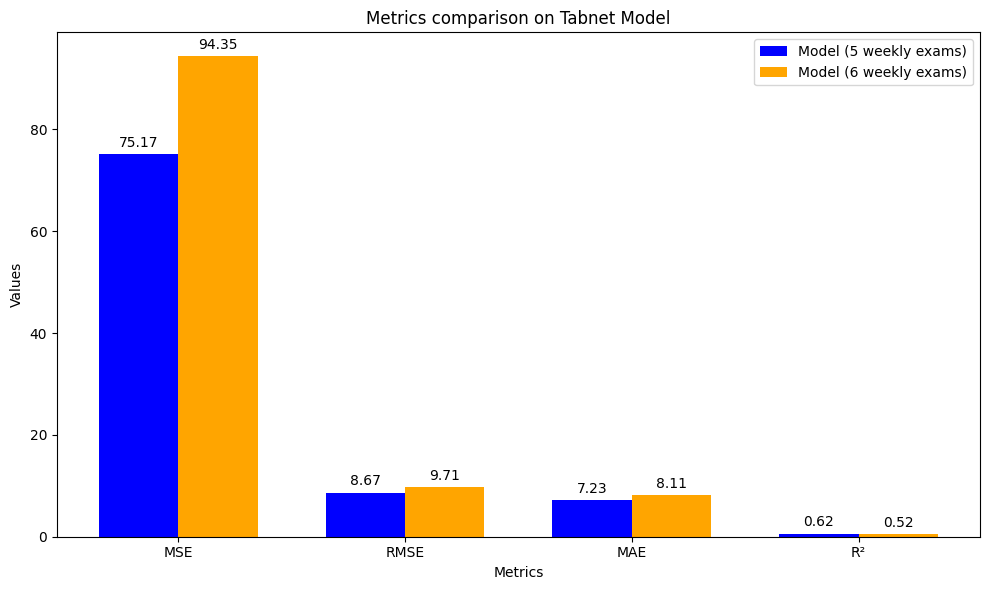 Metrics comparison on Tabnet Model
Model (5 weekly exams)
Model (6 weekly exams)
94.35
75.17
8.67
9.71
7.23
8.11
0.62
0.52
Values
80
60
40
20
0
MSE
RMSE
MAE
R²
Metrics